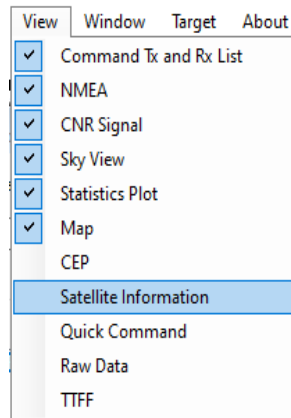 View Window Target About
Command Tx and Rx List
NMEA
CNR Signal
Sky View
Statistics Plot
Map
CEP
Satellite Information
Quick Command
Raw Data
TTFF